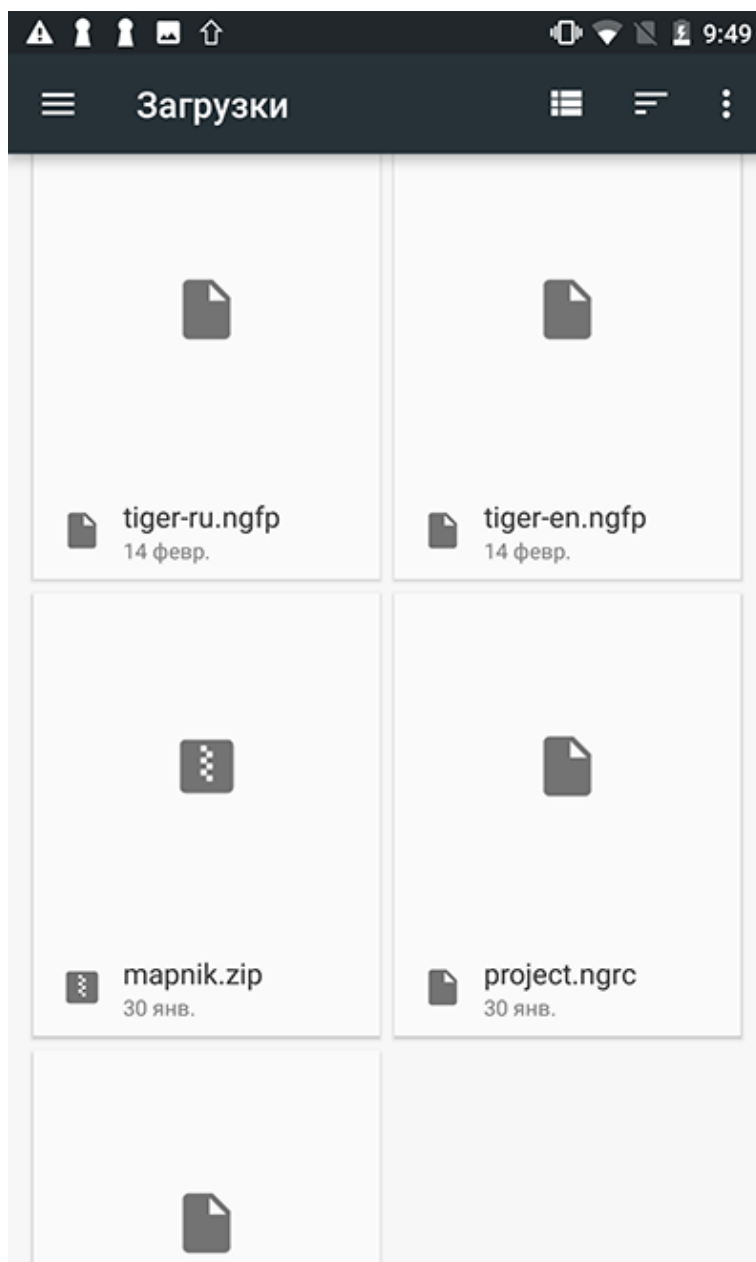 9:49
Загрузки
tiger-ru.ngfp
14 февр.
tiger-en.ngfp
14 февр.
mapnik.zip
30 янв.
project.ngrc
30 янв.